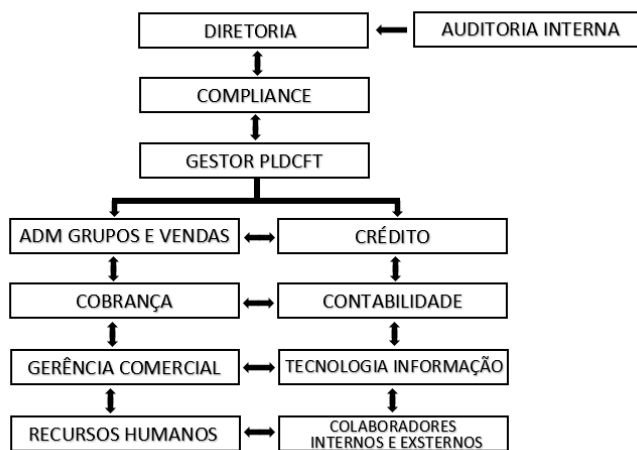 DIRETORIA
AUDITORIA INTERNA
COMPLIANCE
GESTOR PLDCFT
ADM GRUPOS E VENDAS
CRÉDITO
COBRANÇA
CONTABILIDADE
GERÊNCIA COMERCIAL
TECNOLOGIA INFORMAÇÃO
RECURSOS HUMANOS
COLABORADORES
INTERNOS E EXSTERNOS